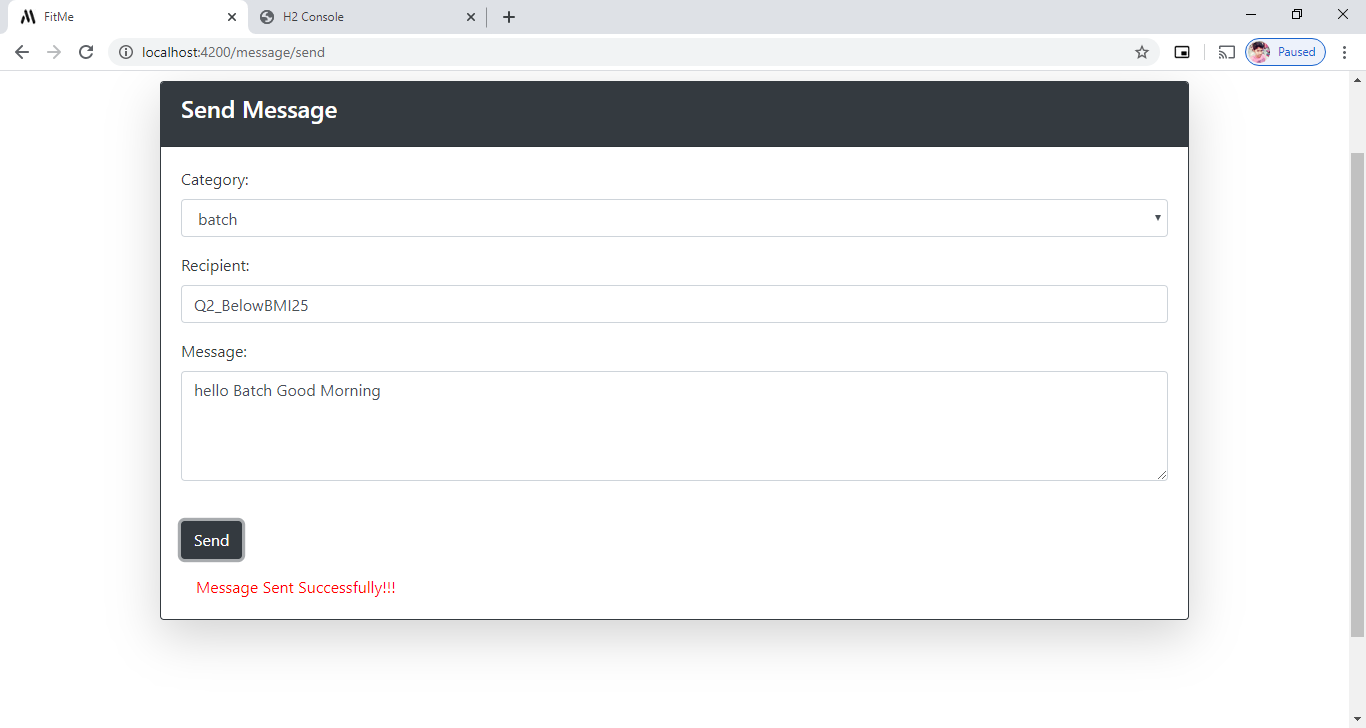 FitMe
H2 Console
localhost:4200/message/send
Paused
Send Message
Category:
batch
Recipient:
Q2_BelowBMI25
Message:
hello Batch Good Morning
Send
Message Sent Successfully!!!